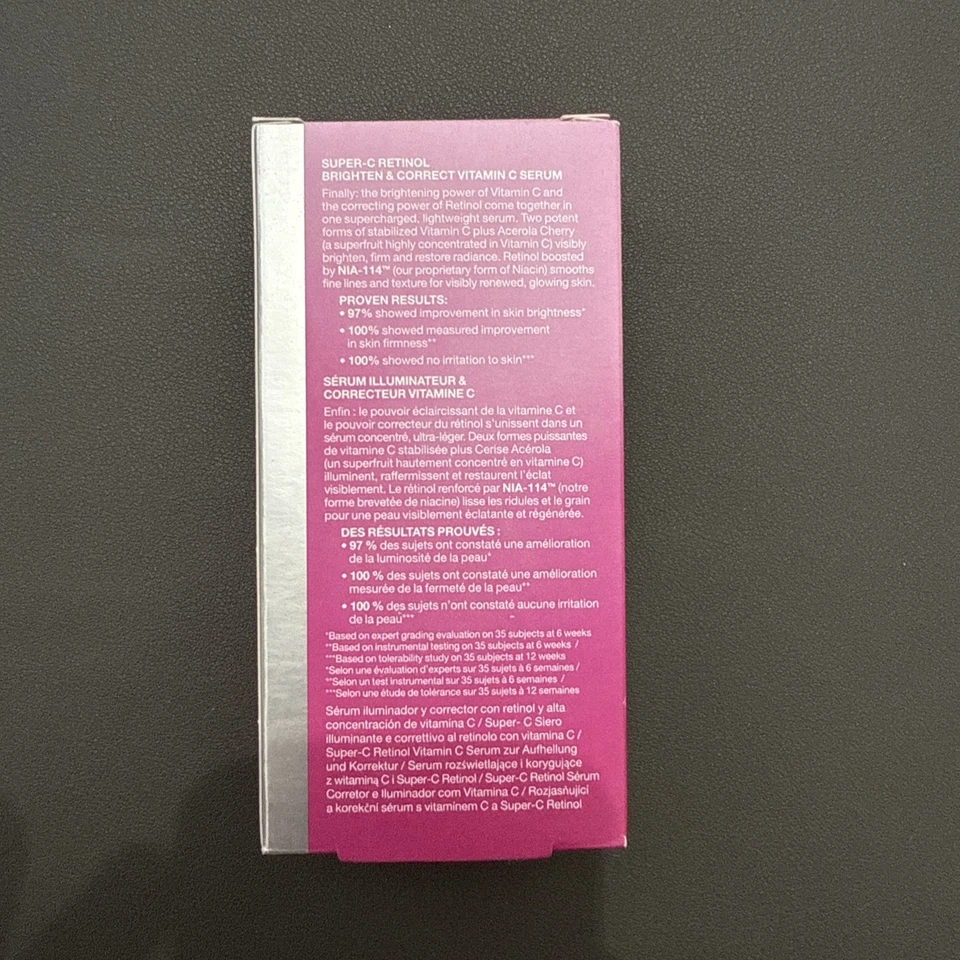 SUPER-C RETINOL
BRIGHTEN & CORRECT VITAMIN C SERUM
Finally: the brightening power of Vitamin C and
the correcting power of Retinol come together in
one supercharged, lightweight serum. Two potent
forms of stabilized Vitamin C plus Acerola Cherry
(a superfruit highly concentrated in Vitamin C) visibly
brighten, firm and restore radiance. Retinol boosted
by NIA-114™ (our proprietary form of Niacin) smooths
fine lines and texture for visibly renewed, glowing skin.
PROVEN RESULTS:
• 97% showed improvement in skin brightness*
• 100% showed measured improvement
in skin firmness**
• 100% showed no irritation to skin***
SÉRUM ILLUMINATEUR &
CORRECTEUR VITAMINE C
Enfin : le pouvoir éclaircissant de la vitamine C et
le pouvoir correcteur du rétinol s'unissent dans un
sérum concentré, ultra-léger. Deux formes puissantes
de vitamine C stabilisée plus Cerise Acérola
(un superfruit hautement concentré en vitamine C)
illuminent, raffermissent et restaurent l'éclat
visiblement. Le rétinol renforcé par NIA-114™ (notre
forme brevetée de niacine) lisse les ridules et le grain
pour une peau visiblement éclatante et régénérée.
DES RÉSULTATS PROUVÉS :
• 97 % des sujets ont constaté une amélioration
de la luminosité de la peau*
• 100 % des sujets ont constaté une amélioration
mesurée de la fermeté de la peau**
• 100 % des sujets n'ont constaté aucune irritation
de la peau***
*Based on expert grading evaluation on 35 subjects at 6 weeks
**Based on instrumental testing on 35 subjects at 6 weeks /
***Based on tolerability study on 35 subjects at 12 weeks
*Selon une évaluation d'experts sur 35 sujets à 6 semaines /
**Selon un test instrumental sur 35 sujets à 6 semaines /
***Selon une étude de tolérance sur 35 sujets à 12 semaines
Sérum iluminador y corrector con retinol y alta
concentración de vitamina C / Super- C Siero
illuminante e correttivo al retinolo con vitamina C /
Super-C Retinol Vitamin C Serum zur Aufhellung
und Korrektur / Serum rozświetlające i korygujące
z witaminą C i Super-C Retinol / Super-C Retinol Sérum
Corretor e Iluminador com Vitamina C / Rozjasňující
a korekční sérum s vitamínem C a Super-C Retinol